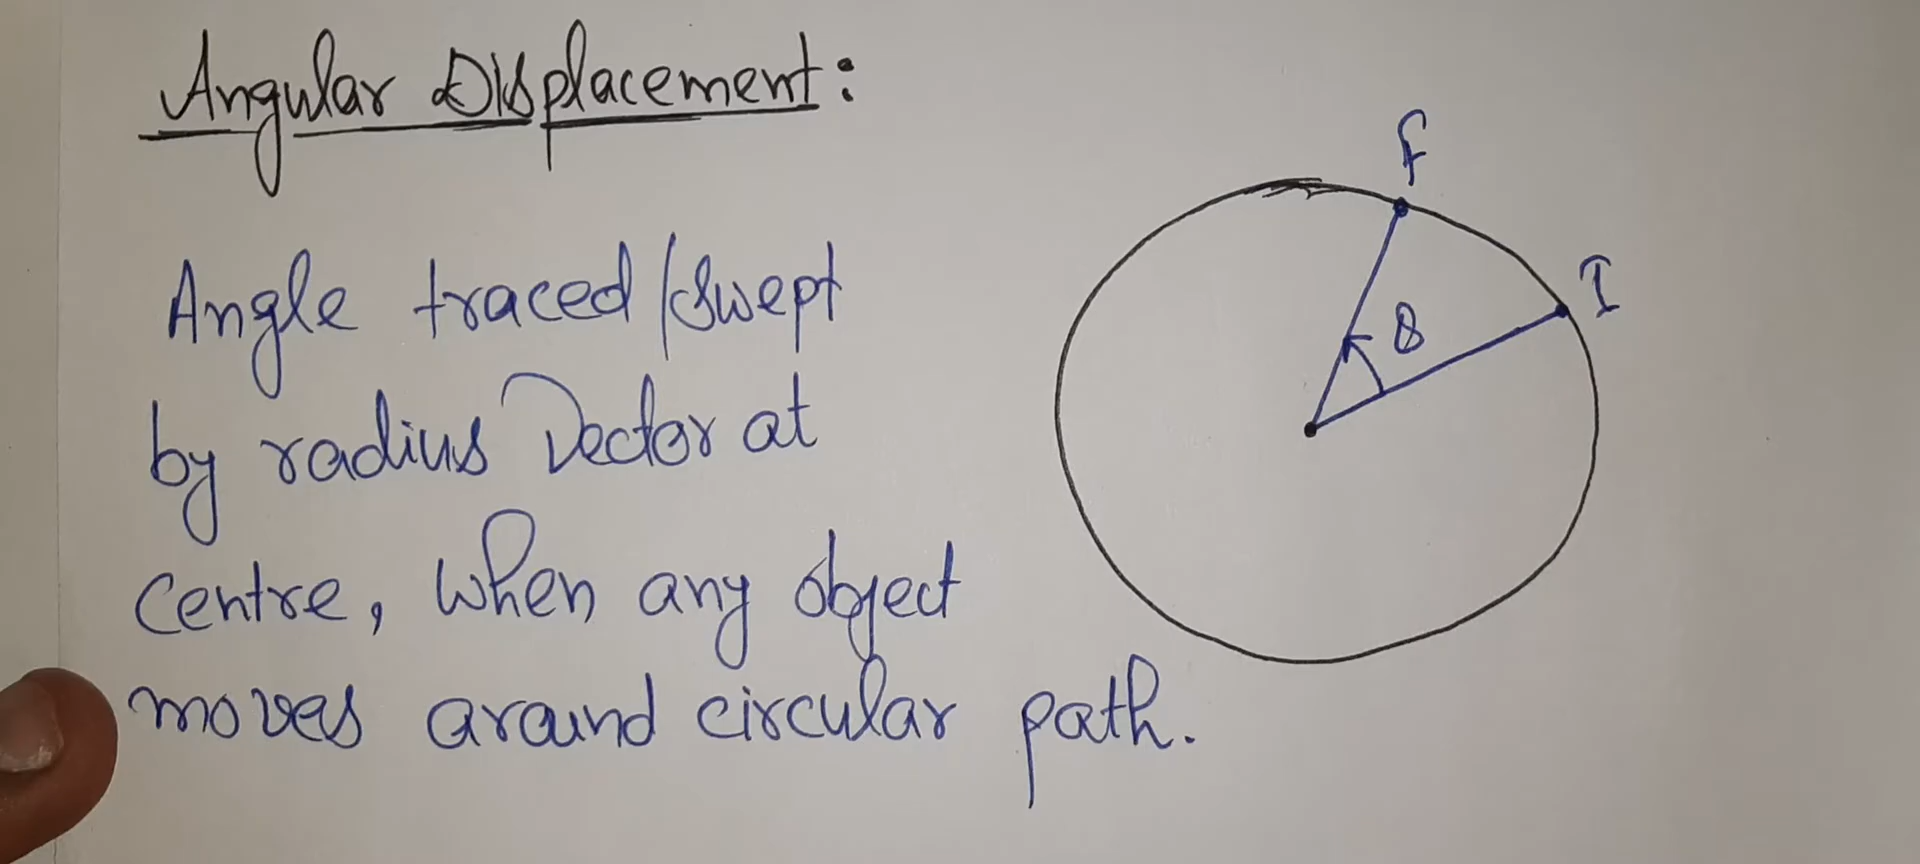 Angular Displacement:
Angle traced/swept
by radius Vector at
Centre, when any object
moves around circular path.
F
I
θ